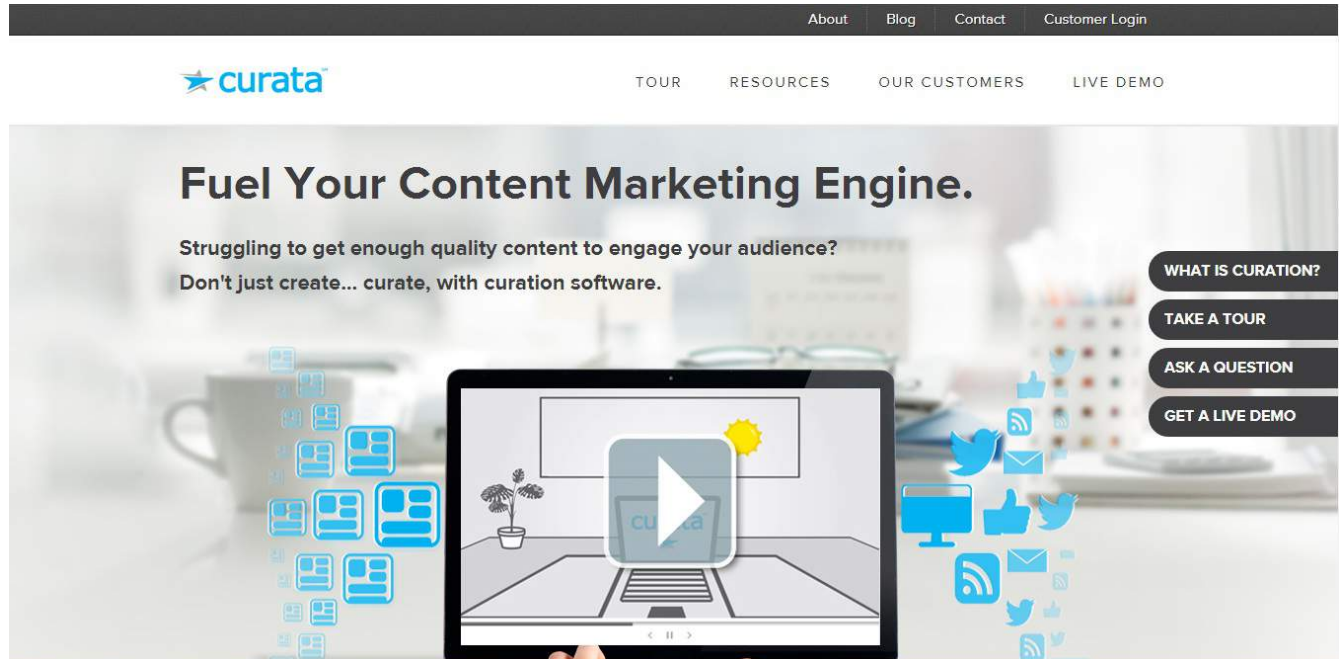 About Blog Contact Customer Login
curata
TOUR RESOURCES OUR CUSTOMERS LIVE DEMO
Fuel Your Content Marketing Engine.
Struggling to get enough quality content to engage your audience?
Don't just create... curate, with curation software.
WHAT IS CURATION?
TAKE A TOUR
ASK A QUESTION
GET A LIVE DEMO
curata